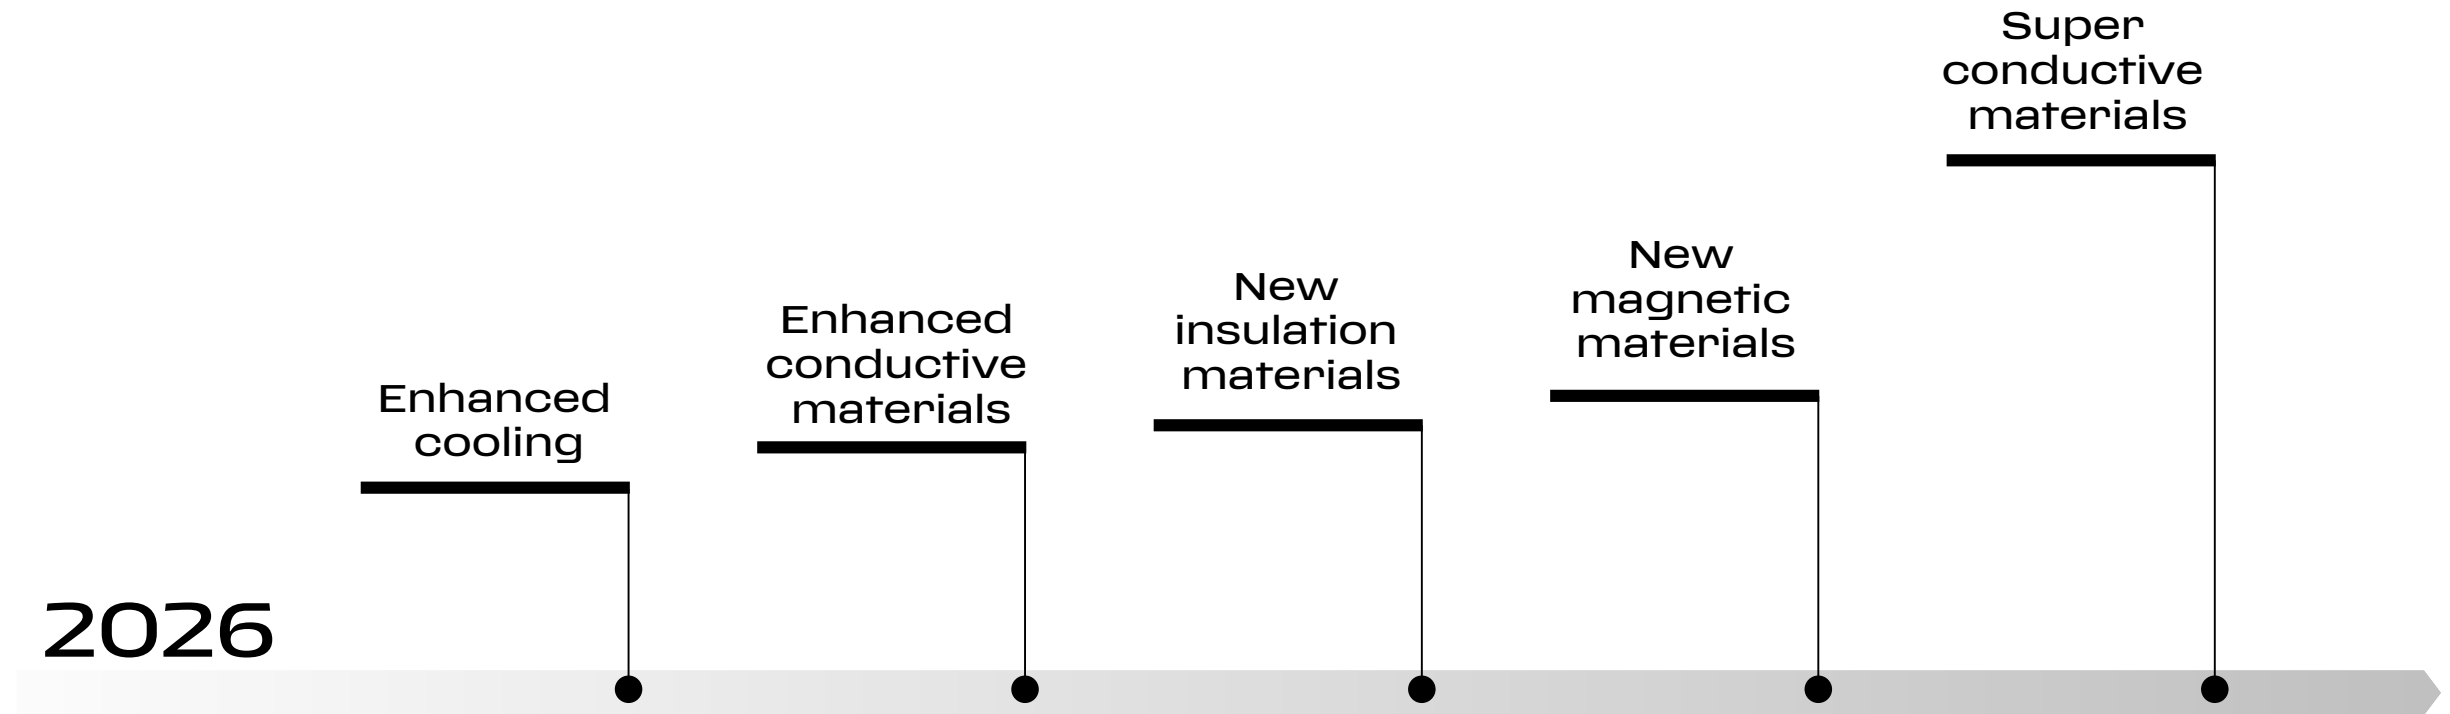 2026
Enhanced
cooling
Enhanced
conductive
materials
New
insulation
materials
New
magnetic
materials
Super
conductive
materials